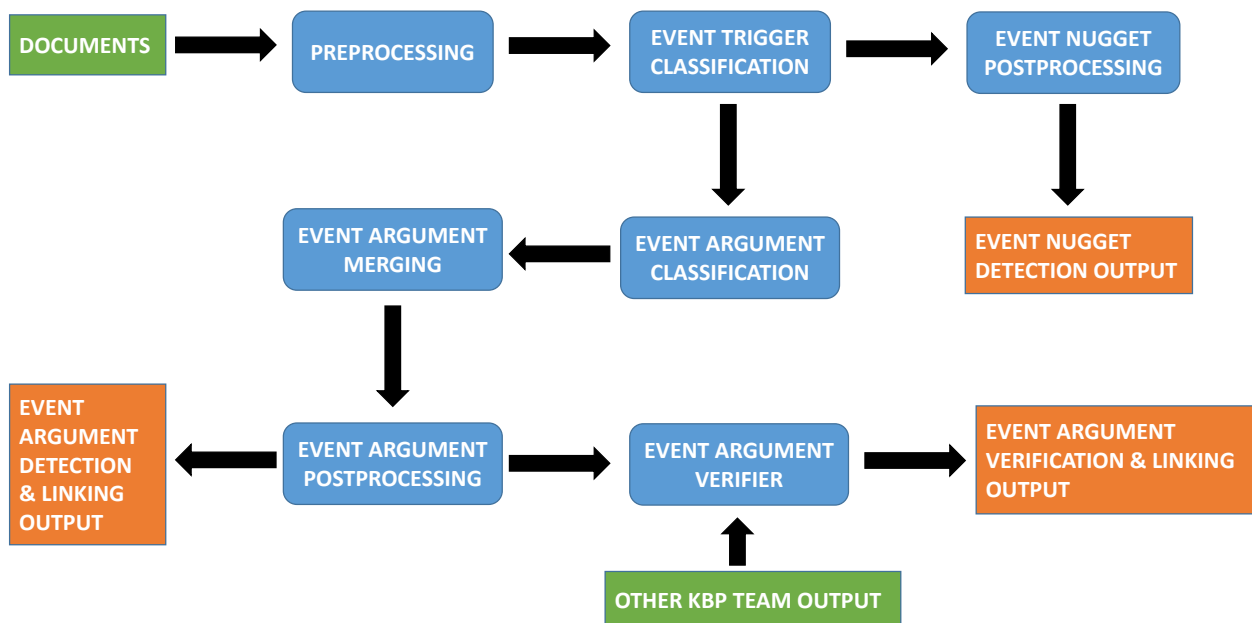 DOCUMENTS
PREPROCESSING
EVENT TRIGGER
CLASSIFICATION
EVENT NUGGET
POSTPROCESSING
EVENT ARGUMENT
MERGING
EVENT ARGUMENT
CLASSIFICATION
EVENT NUGGET
DETECTION OUTPUT
EVENT
ARGUMENT
DETECTION
& LINKING
OUTPUT
EVENT ARGUMENT
POSTPROCESSING
EVENT ARGUMENT
VERIFIER
EVENT ARGUMENT
VERIFICATION & LINKING
OUTPUT
OTHER KBP TEAM OUTPUT